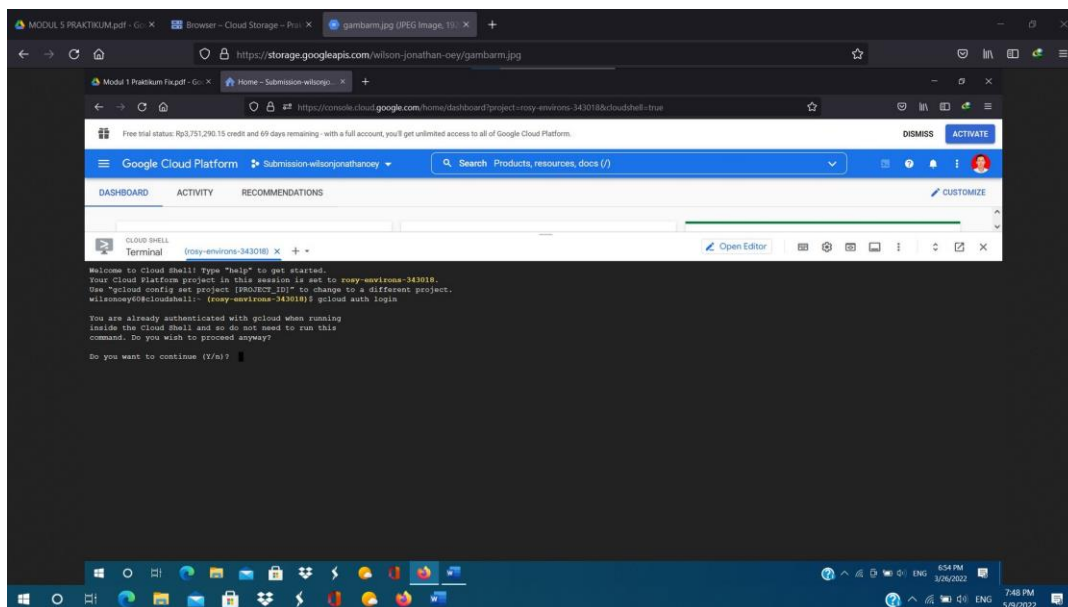 MODUL 5 PRAKTIKUM.pdf - Go
Browser – Cloud Storage – Pra
gambarm.jpg (JPEG Image, 192
https://storage.googleapis.com/wilson-jonathan-oey/gambarm.jpg
Modul 1 Praktikum Fix.pdf - Go
Home – Submission-wilsonjo...
https://console.cloud.google.com/home/dashboard?project=rosy-environs-343018&cloudshell=true
Free trial status: Rp3,751,290.15 credit and 69 days remaining - with a full account, you'll get unlimited access to all of Google Cloud Platform.
DISMISS
ACTIVATE
Google Cloud Platform
Submission-wilsonjonathanoey
Search Products, resources, docs (/)
DASHBOARD
ACTIVITY
RECOMMENDATIONS
CUSTOMIZE
CLOUD SHELL
Terminal
(rosy-environs-343018)
Open Editor
Welcome to Cloud Shell! Type "help" to get started.
Your Cloud Platform project in this session is set to rosy-environs-343018.
Use "gcloud config set project [PROJECT_ID]" to change to a different project.
wilsonoey60@cloudshell:~ (rosy-environs-343018)$ gcloud auth login
You are already authenticated with gcloud when running
inside the Cloud Shell and so do not need to run this
command. Do you wish to proceed anyway?
Do you want to continue (Y/n)?
ENG
6:54 PM
3/26/2022
ENG
7:48 PM
5/9/2022